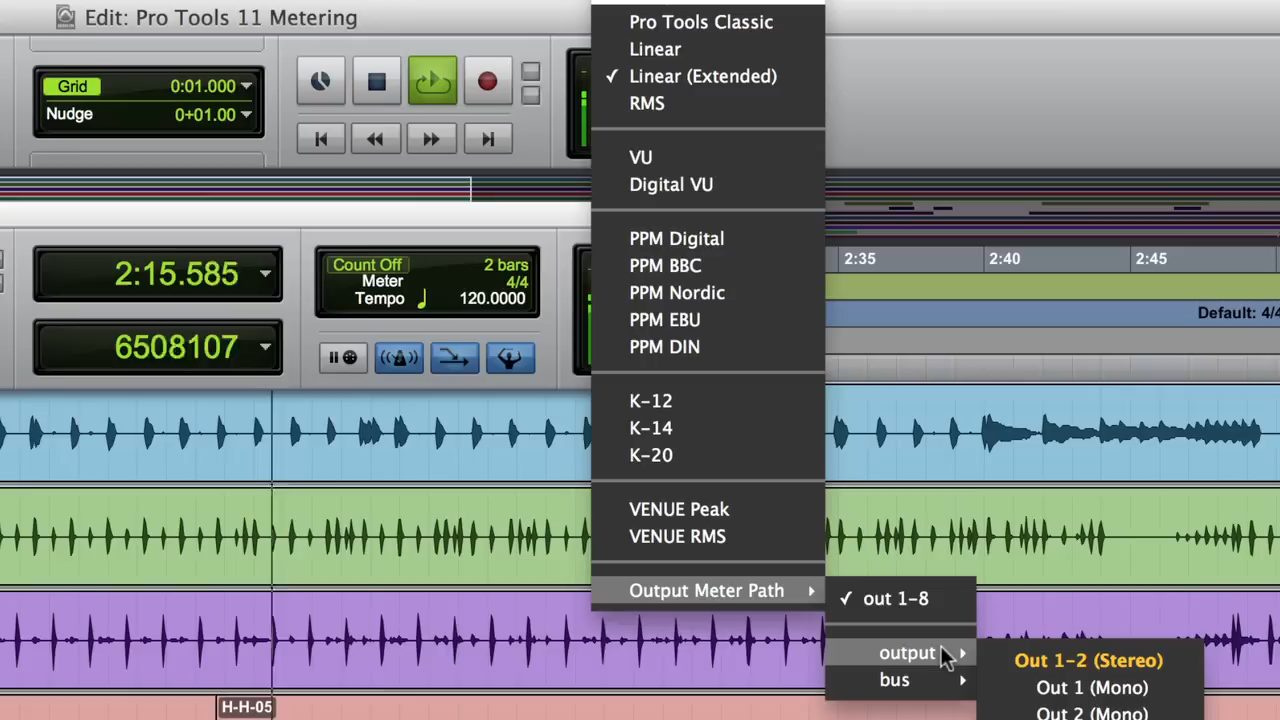 Edit: Pro Tools 11 Metering
Grid 0:01.000
Nudge 0+01.00
2:15.585
6508107
Count Off 2 bars
Meter 4/4
Tempo 120.0000
Pro Tools Classic
Linear
✓ Linear (Extended)
RMS
VU
Digital VU
PPM Digital
PPM BBC
PPM Nordic
PPM EBU
PPM DIN
K-12
K-14
K-20
VENUE Peak
VENUE RMS
Output Meter Path
✓ out 1-8
output
bus
Out 1-2 (Stereo)
Out 1 (Mono)
Out 2 (Mono)
2:35 2:40 2:45
Default: 4/4
H-H-05